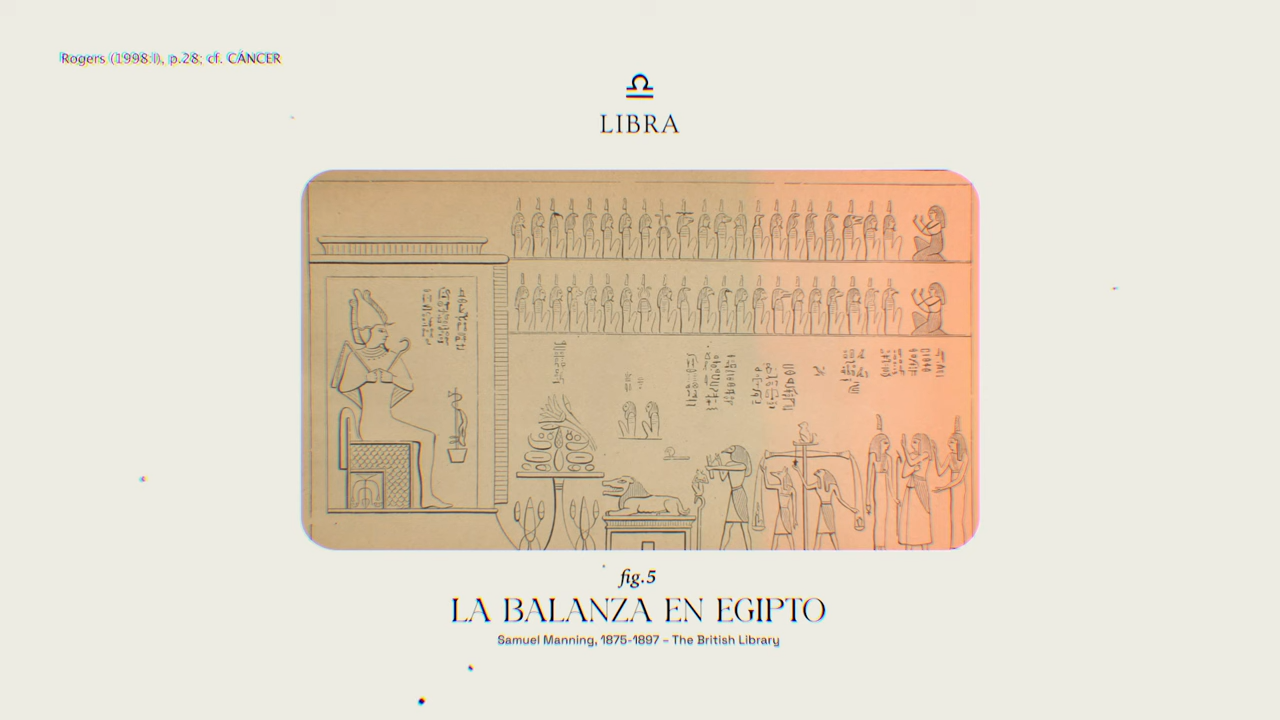 Rogers (1998:I), p.28; cf. CÁNCER
♎
LIBRA
fig.5
LA BALANZA EN EGIPTO
Samuel Manning, 1875-1897 – The British Library